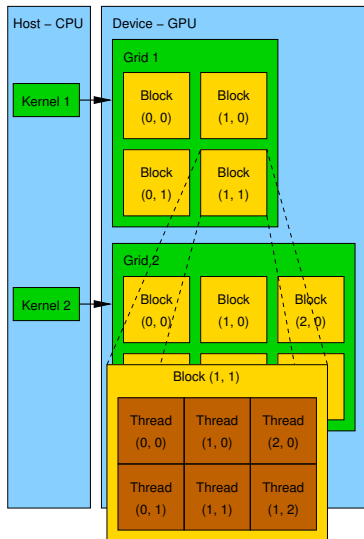 Host – CPU
Device – GPU
Grid 1
Kernel 1
Block
(0, 0)
Block
(1, 0)
Block
(0, 1)
Block
(1, 1)
Grid 2
Kernel 2
Block
(0, 0)
Block
(1, 0)
Block
(2, 0)
Block (1, 1)
Thread
(0, 0)
Thread
(1, 0)
Thread
(2, 0)
Thread
(0, 1)
Thread
(1, 1)
Thread
(1, 2)